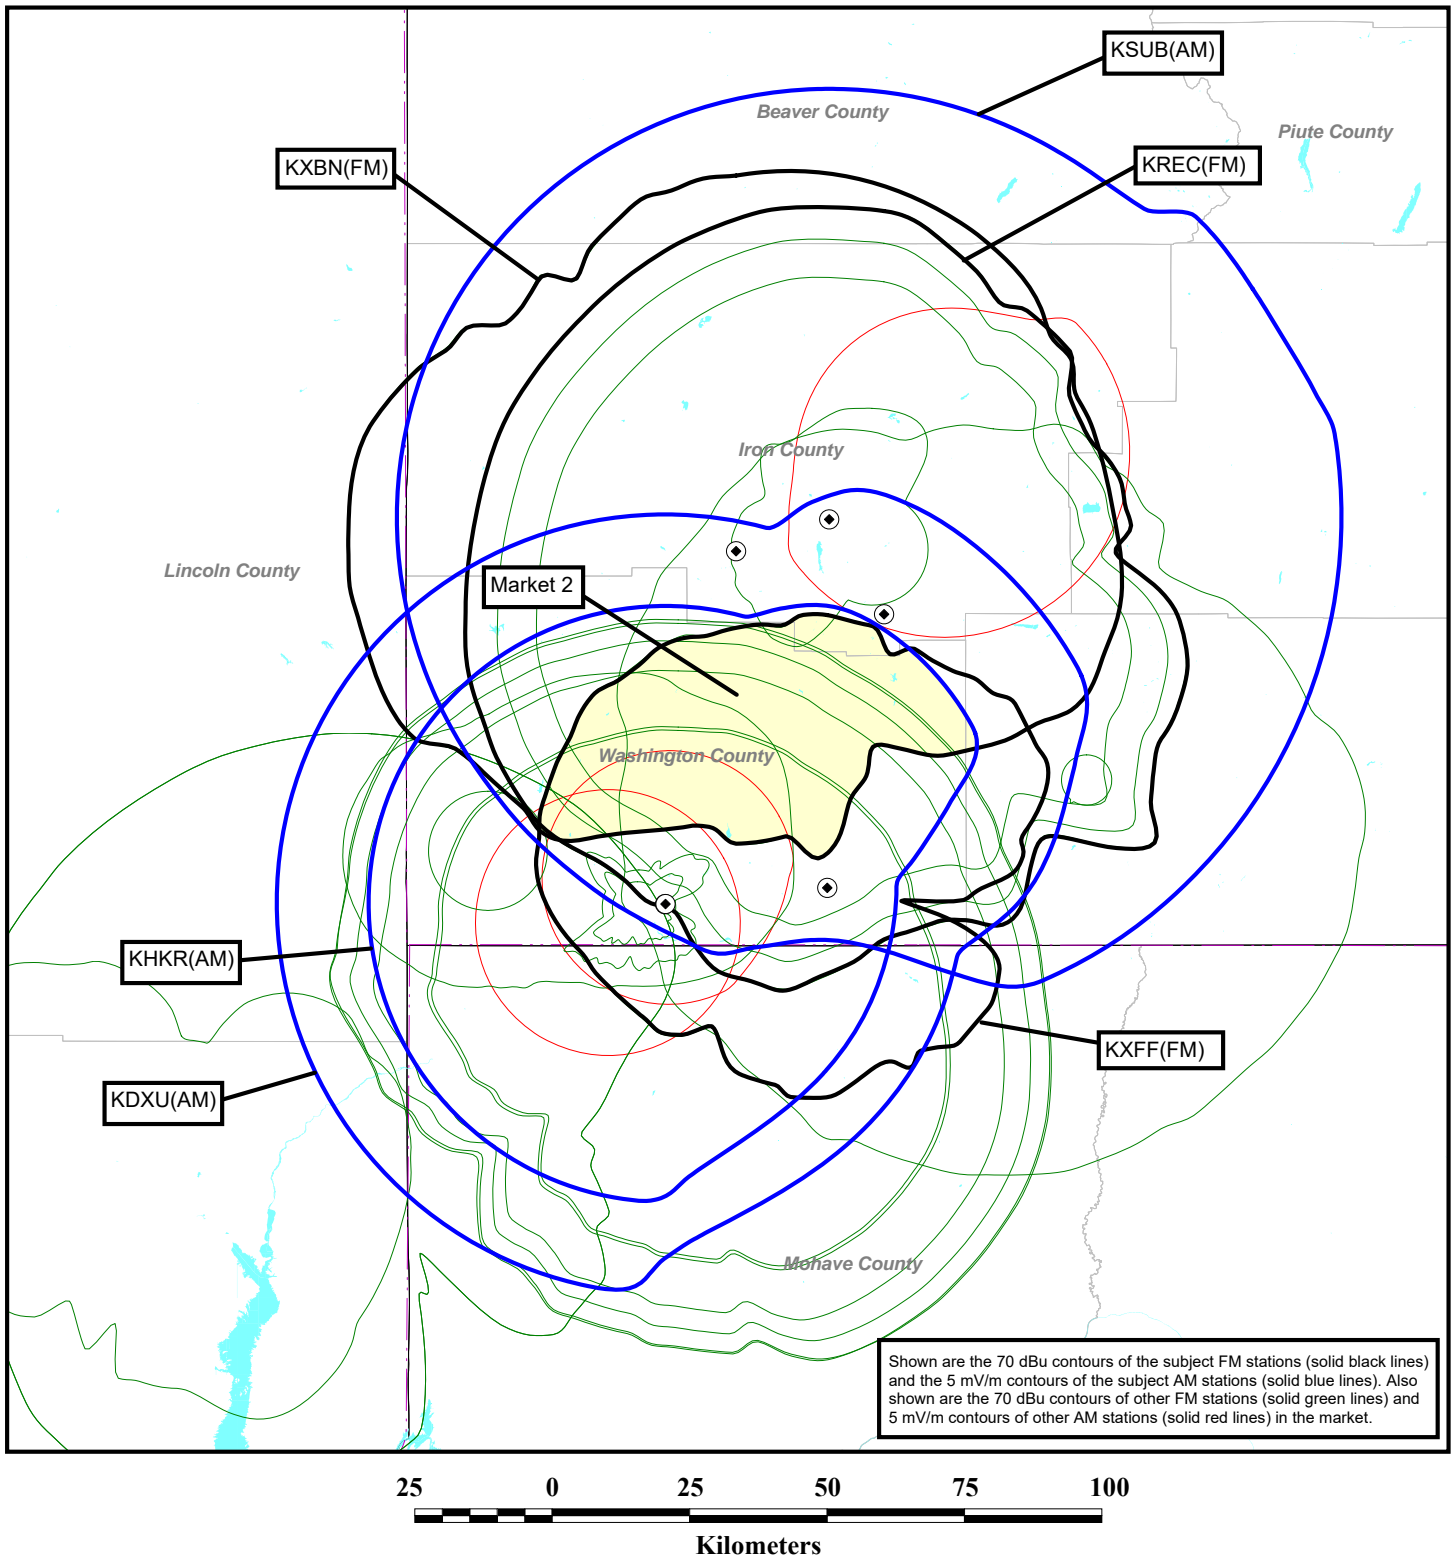 KSUB(AM)
Beaver County
Piute County
KXBN(FM)
KREC(FM)
Iron County
Lincoln County
Market 2
Washington County
KHKR(AM)
KXFF(FM)
KDXU(AM)
Mohave County
Shown are the 70 dBu contours of the subject FM stations (solid black lines)
and the 5 mV/m contours of the subject AM stations (solid blue lines). Also
shown are the 70 dBu contours of other FM stations (solid green lines) and
5 mV/m contours of other AM stations (solid red lines) in the market.
25 0 25 50 75 100
Kilometers